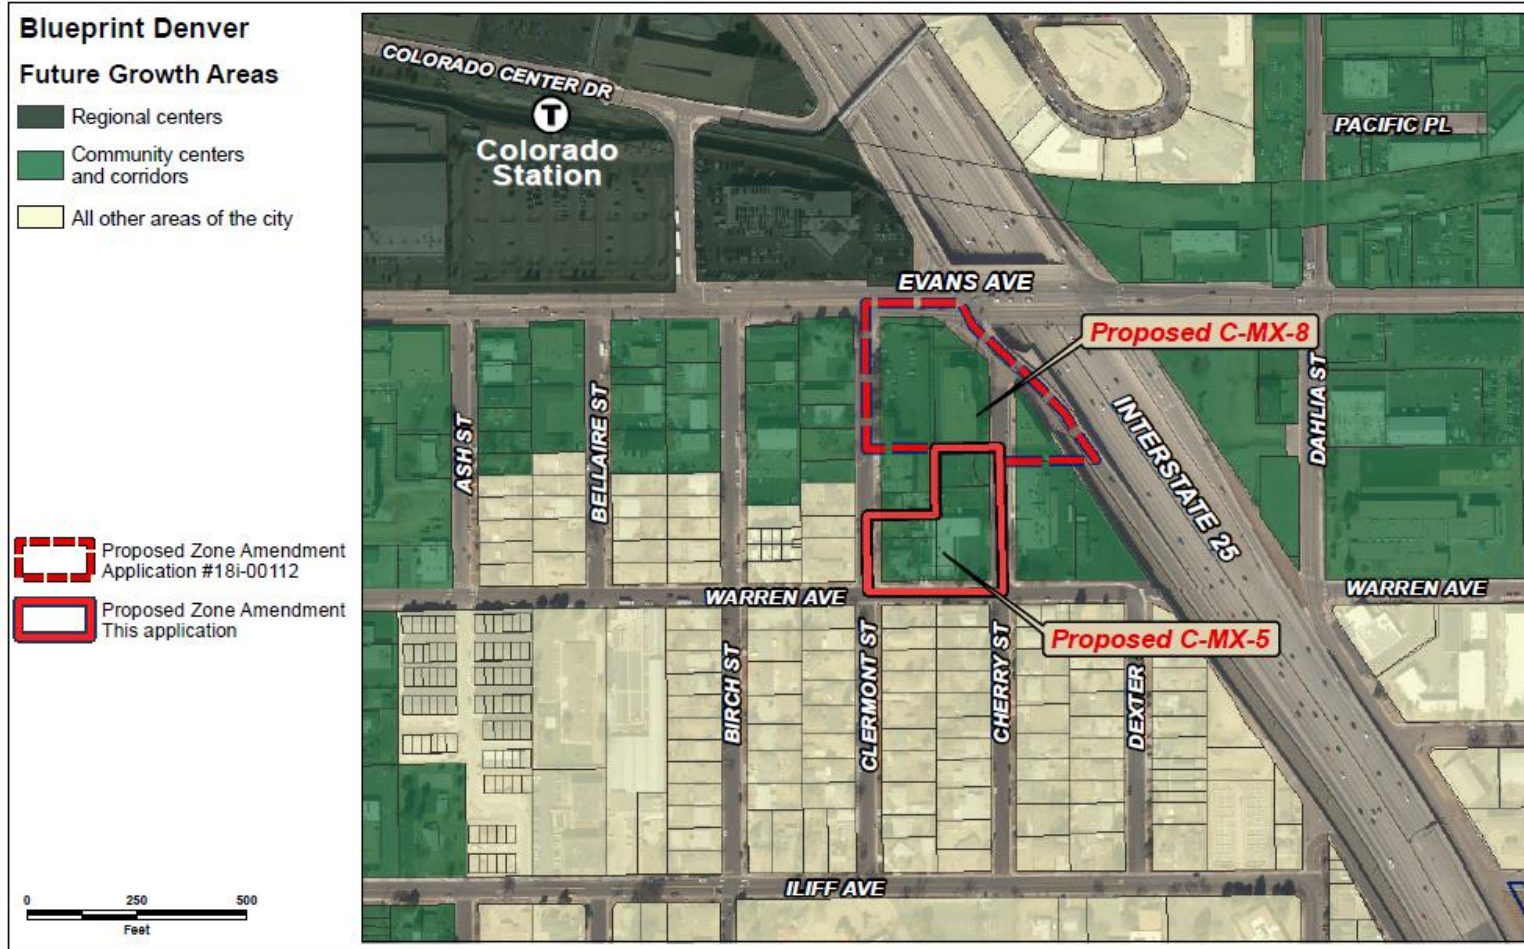 Blueprint Denver
Future Growth Areas
Regional centers
Community centers
and corridors
All other areas of the city
Proposed Zone Amendment
Application #18i-00112
Proposed Zone Amendment
This application
0 250 500
Feet
COLORADO CENTER DR
T
Colorado
Station
PACIFIC PL
EVANS AVE
Proposed C-MX-8
ASH ST
BELLAIRE ST
INTERSTATE 25
DAHLIA ST
WARREN AVE
WARREN AVE
Proposed C-MX-5
BIRCH ST
CLERMONT ST
CHERRY ST
DEXTER
ILIFF AVE